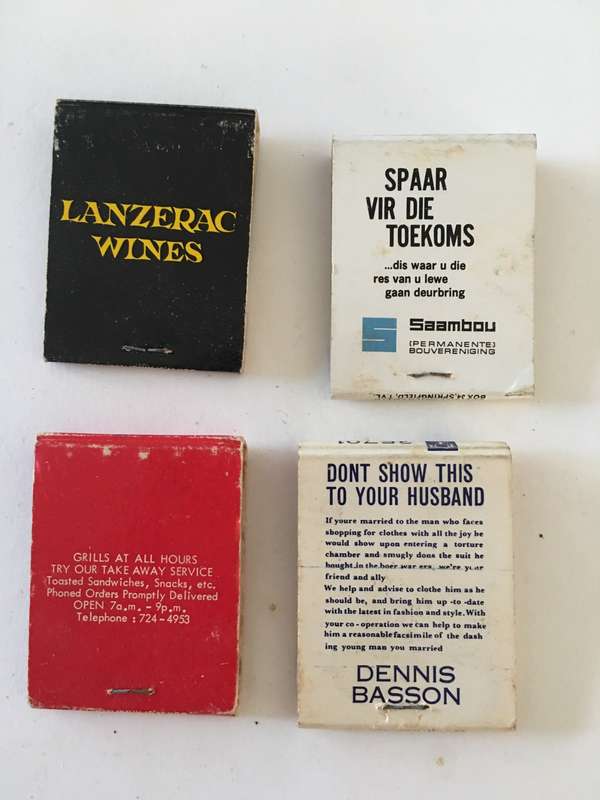 LANZERAC
WINES
SPAAR
VIR DIE
TOEKOMS
...dis waar u die
res van u lewe
gaan deurbring
Saambou
(PERMANENTE)
BOUVERENIGING
BOX 34, SPRINGFIELD, TVL.
GRILLS AT ALL HOURS
TRY OUR TAKE AWAY SERVICE
Toasted Sandwiches, Snacks, etc.
Phoned Orders Promptly Delivered
OPEN 7a.m. - 9p.m.
Telephone : 724-4953
DONT SHOW THIS
TO YOUR HUSBAND
If youre married to the man who faces
shopping for clothes with all the joy he
would show upon entering a torture
chamber and smugly dons the suit he
bought in the boer war era, we're your
friend and ally
We help and advise to clothe him as he
should be, and bring him up -to -date
with the latest in fashion and style. With
your co - operation we can help to make
him a reasonable facsimile of the dash
ing young man you married
DENNIS
BASSON